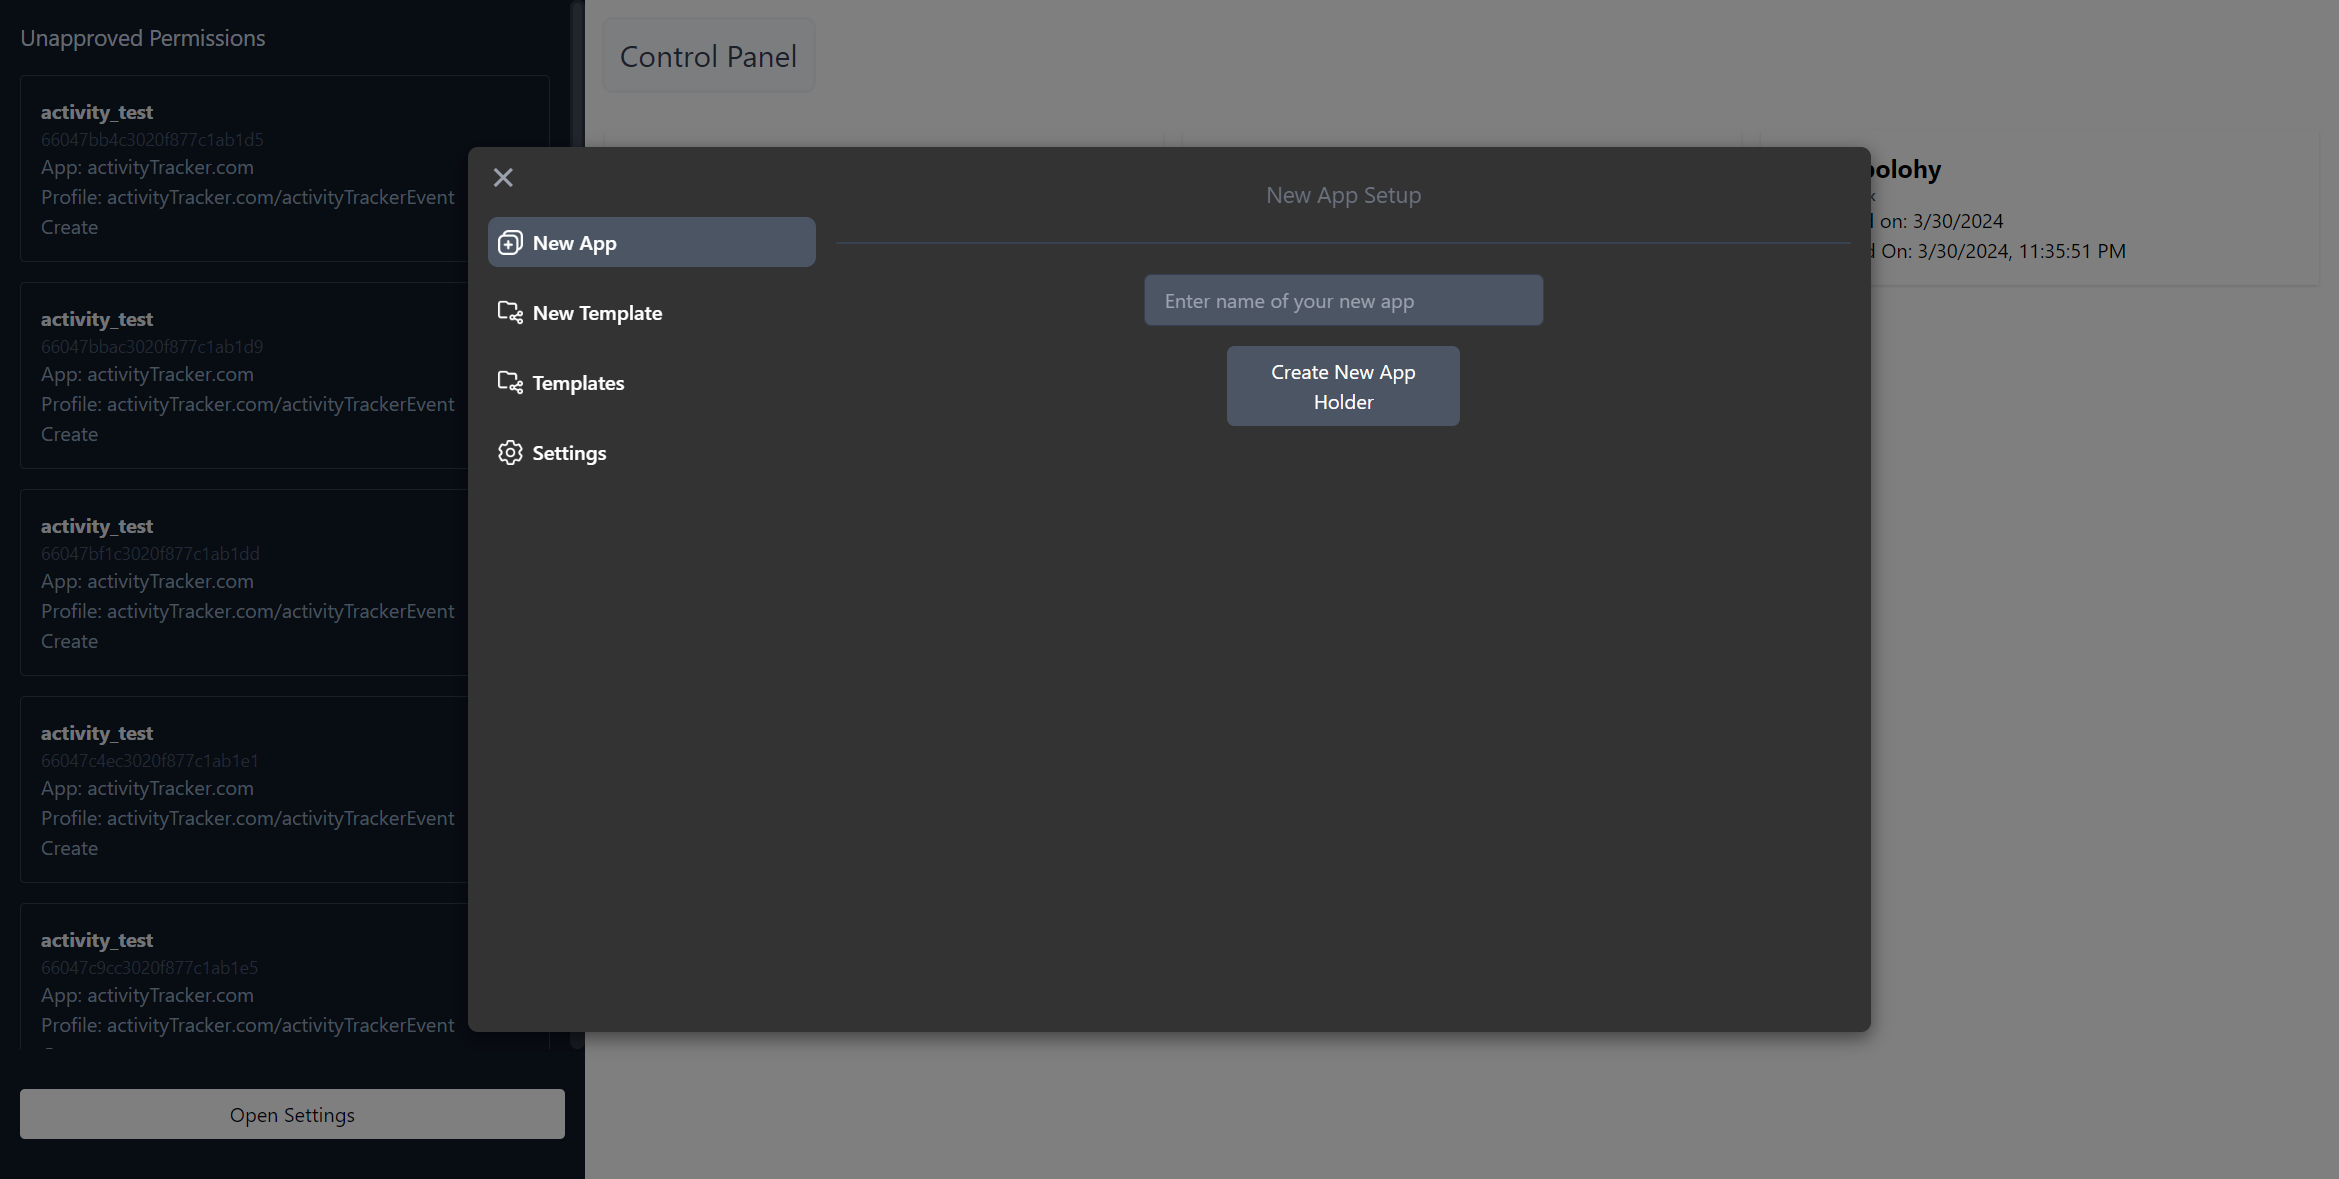 Unapproved Permissions
activity_test
66047bb4c3020f877c1ab1d5
App: activityTracker.com
Profile: activityTracker.com/activityTrackerEvent
Create
activity_test
66047bbac3020f877c1ab1d9
App: activityTracker.com
Profile: activityTracker.com/activityTrackerEvent
Create
activity_test
66047bf1c3020f877c1ab1dd
App: activityTracker.com
Profile: activityTracker.com/activityTrackerEvent
Create
activity_test
66047c4ec3020f877c1ab1e1
App: activityTracker.com
Profile: activityTracker.com/activityTrackerEvent
Create
activity_test
66047c9cc3020f877c1ab1e5
App: activityTracker.com
Profile: activityTracker.com/activityTrackerEvent
Open Settings
Control Panel
New App
New Template
Templates
Settings
New App Setup
Enter name of your new app
Create New App
Holder
polohy
on: 3/30/2024
On: 3/30/2024, 11:35:51 PM